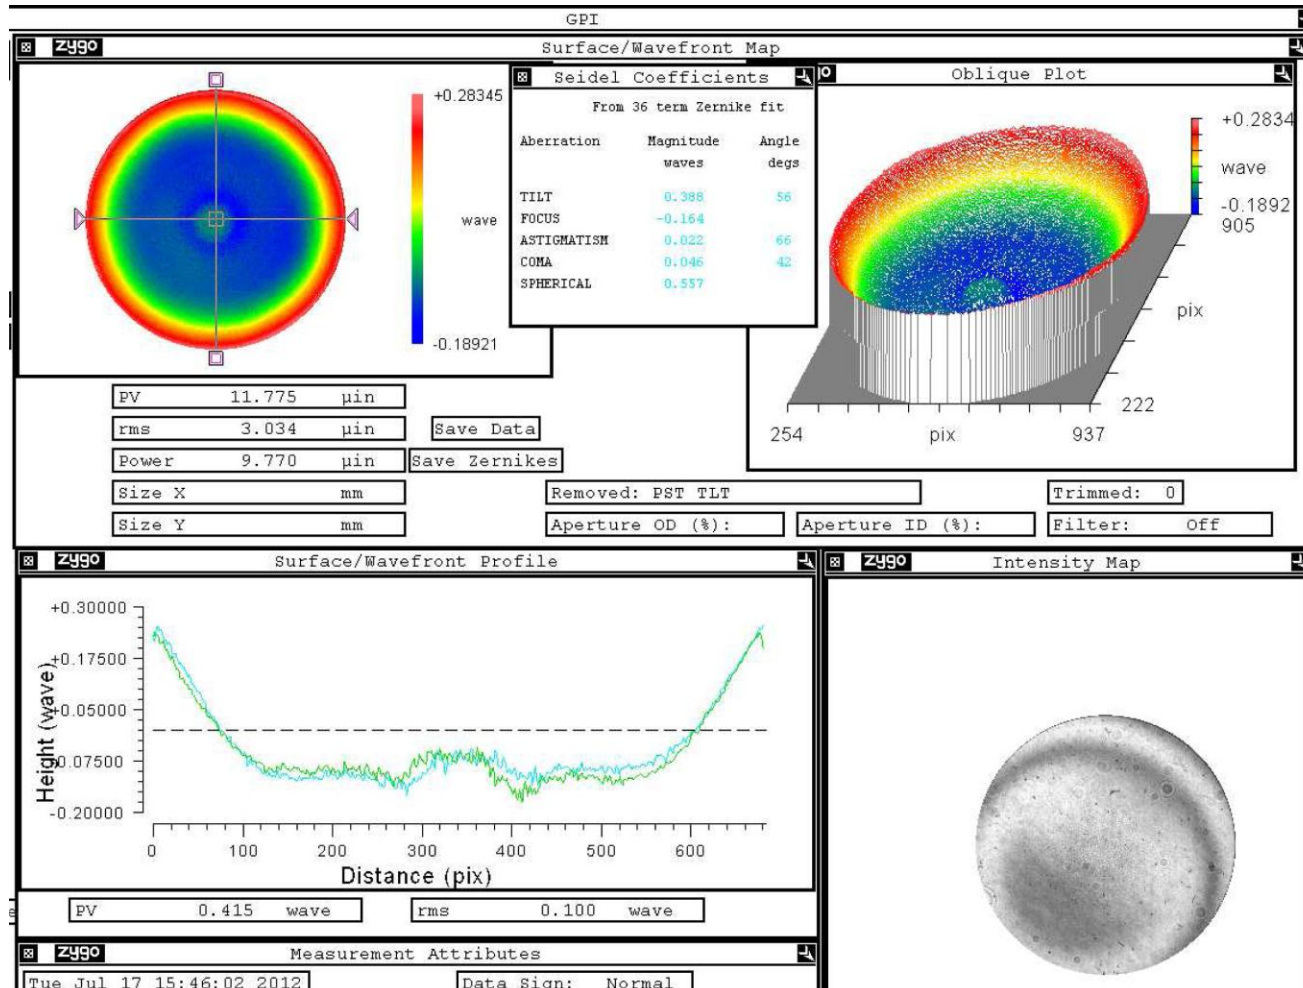 GPI
zygo Surface/Wavefront Map
+0.28345
wave
-0.18921
Seidel Coefficients
From 36 term Zernike fit
Aberration Magnitude Angle
waves degs
TILT 0.388 56
FOCUS -0.164
ASTIGMATISM 0.022 66
COMA 0.046 42
SPHERICAL 0.557
Oblique Plot
+0.2834
wave
-0.1892
905
pix
222
254 pix 937
PV 11.775 µin
rms 3.034 µin Save Data
Power 9.770 µin Save Zernikes
Size X mm Removed: PST TLT Trimmed: 0
Size Y mm Aperture OD (%): Aperture ID (%): Filter: Off
zygo Surface/Wavefront Profile
+0.30000
+0.17500
+0.05000
-0.07500
-0.20000
Height (wave)
0 100 200 300 400 500 600
Distance (pix)
PV 0.415 wave rms 0.100 wave
zygo Intensity Map
zygo Measurement Attributes
Tue Jul 17 15:46:02 2012 Data Sign: Normal